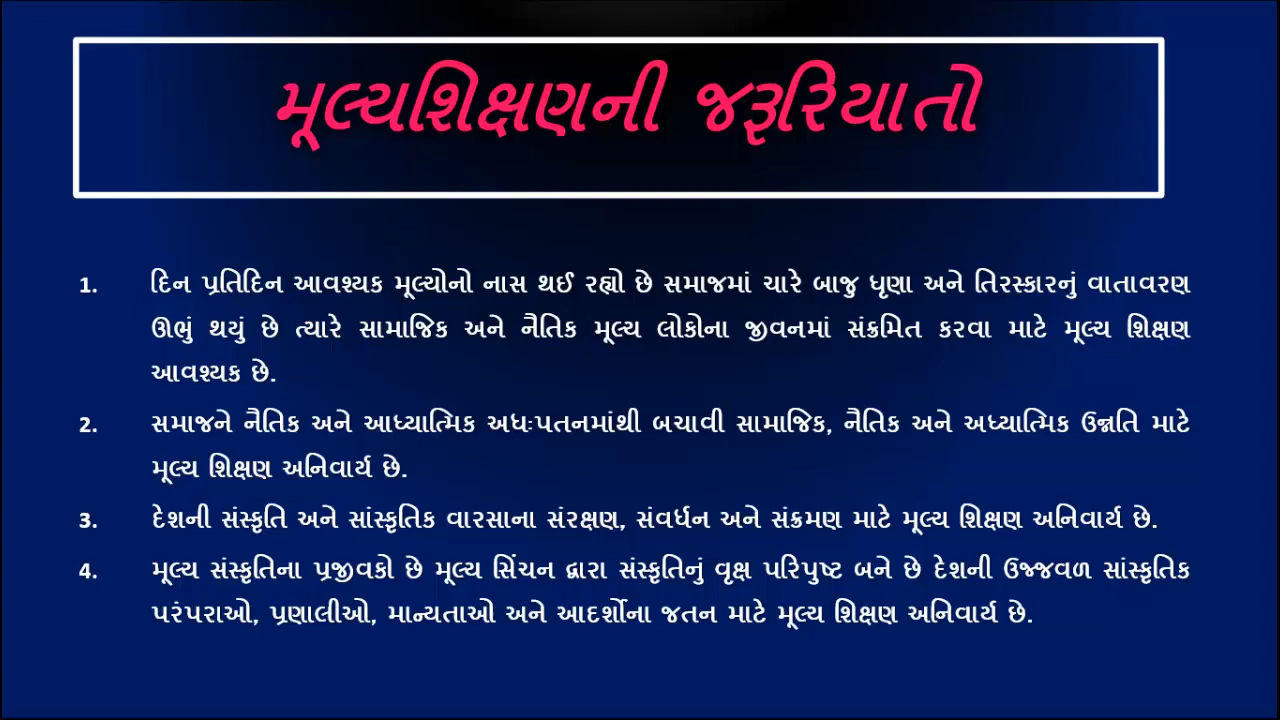 મૂલ્યશિક્ષણની જરૂરિયાતો
1. દિન પ્રતિદિન આવશ્યક મૂલ્યોનો નાસ થઈ રહ્યો છે સમાજમાં ચારે બાજુ ધૃણા અને તિરસ્કારનું વાતાવરણ
ઊભું થયું છે ત્યારે સામાજિક અને નૈતિક મૂલ્ય લોકોના જીવનમાં સંક્રમિત કરવા માટે મૂલ્ય શિક્ષણ
આવશ્યક છે.
2. સમાજને નૈતિક અને આધ્યાત્મિક અધઃપતનમાંથી બચાવી સામાજિક, નૈતિક અને અધ્યાત્મિક ઉન્નતિ માટે
મૂલ્ય શિક્ષણ અનિવાર્ય છે.
3. દેશની સંસ્કૃતિ અને સાંસ્કૃતિક વારસાના સંરક્ષણ, સંવર્ધન અને સંક્રમણ માટે મૂલ્ય શિક્ષણ અનિવાર્ય છે.
4. મૂલ્ય સંસ્કૃતિના પ્રજીવકો છે મૂલ્ય સિંચન દ્વારા સંસ્કૃતિનું વૃક્ષ પરિપુષ્ટ બને છે દેશની ઉજ્જવળ સાંસ્કૃતિક
પરંપરાઓ, પ્રણાલીઓ, માન્યતાઓ અને આદર્શોના જતન માટે મૂલ્ય શિક્ષણ અનિવાર્ય છે.